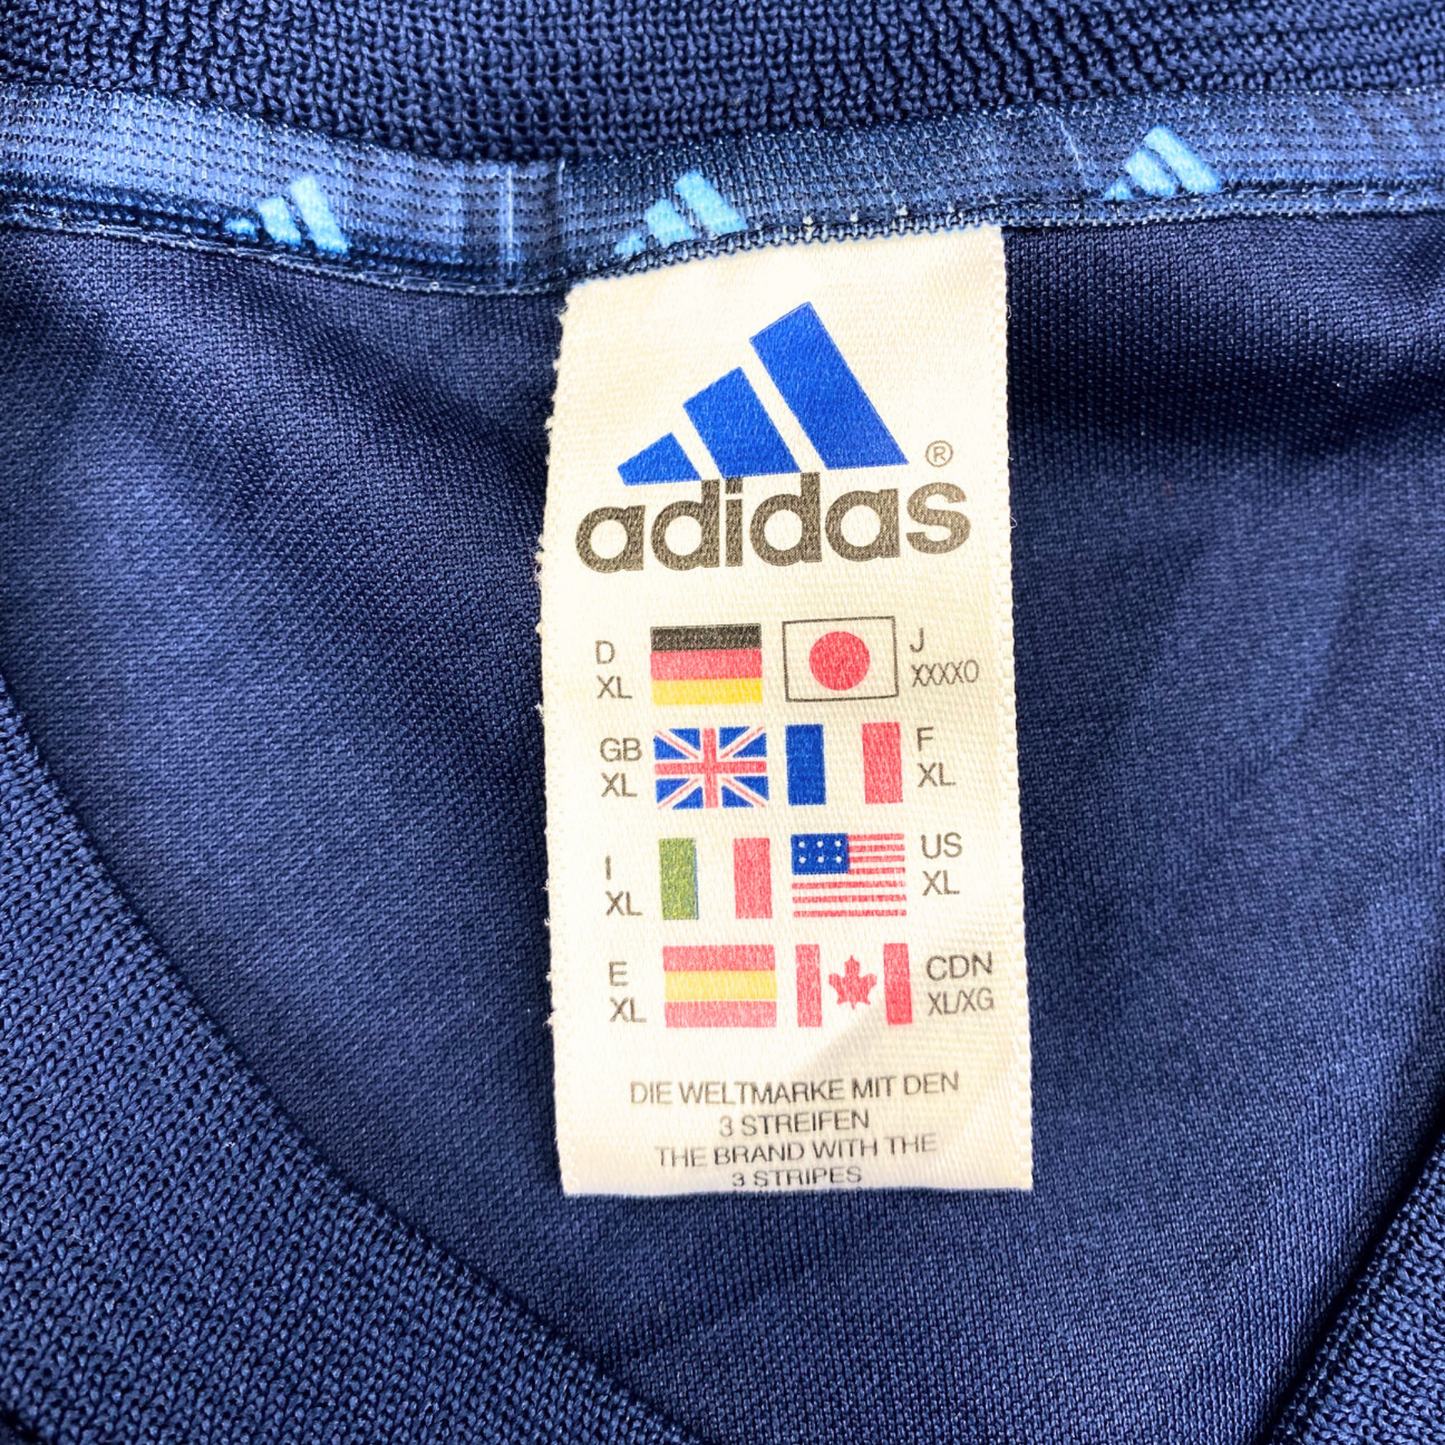 adidas®
D
XL
J
XXXXO
GB
XL
F
XL
I
XL
US
XL
E
XL
CDN
XL/XG
DIE WELTMARKE MIT DEN
3 STREIFEN
THE BRAND WITH THE
3 STRIPES